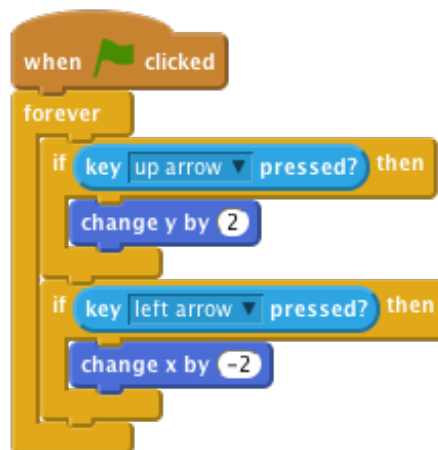 when clicked
forever
if key up arrow pressed? then
change y by 2
if key left arrow pressed? then
change x by -2